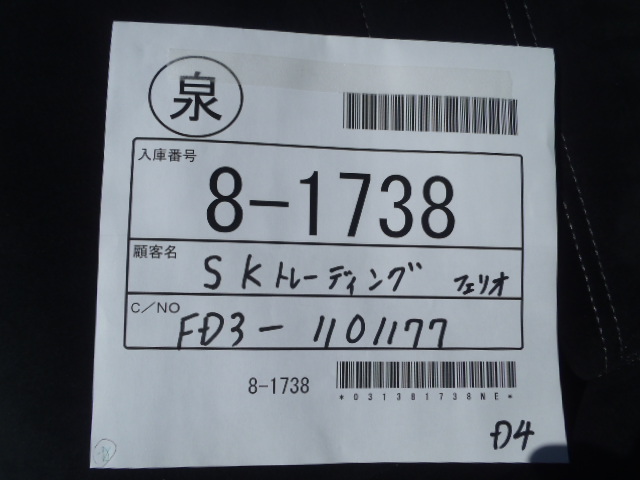 泉
入庫番号
8-1738
顧客名
SKトレーディング フェリオ
C/NO
FD3-1101177
8-1738
*031381738NE*
D4